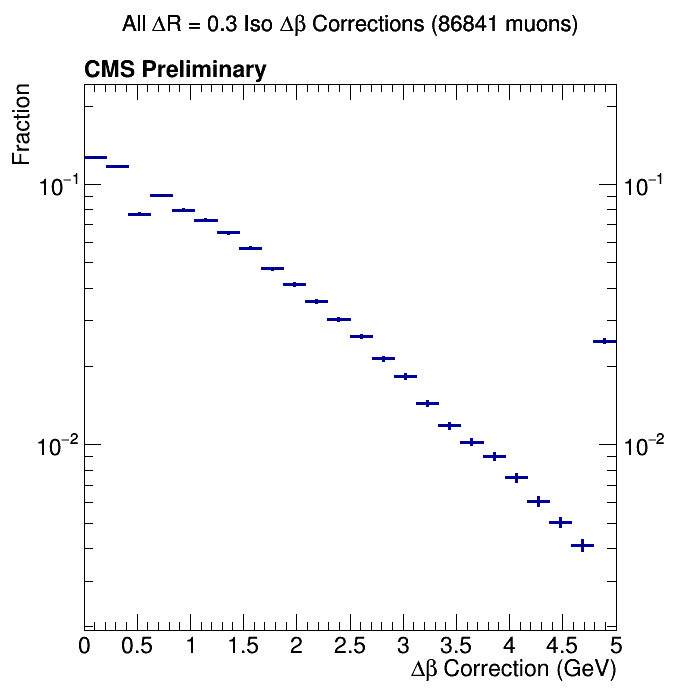 All ΔR = 0.3 Iso Δβ Corrections (86841 muons)
CMS Preliminary
Fraction
10⁻¹ 10⁻¹
10⁻² 10⁻²
0 0.5 1 1.5 2 2.5 3 3.5 4 4.5 5
Δβ Correction (GeV)